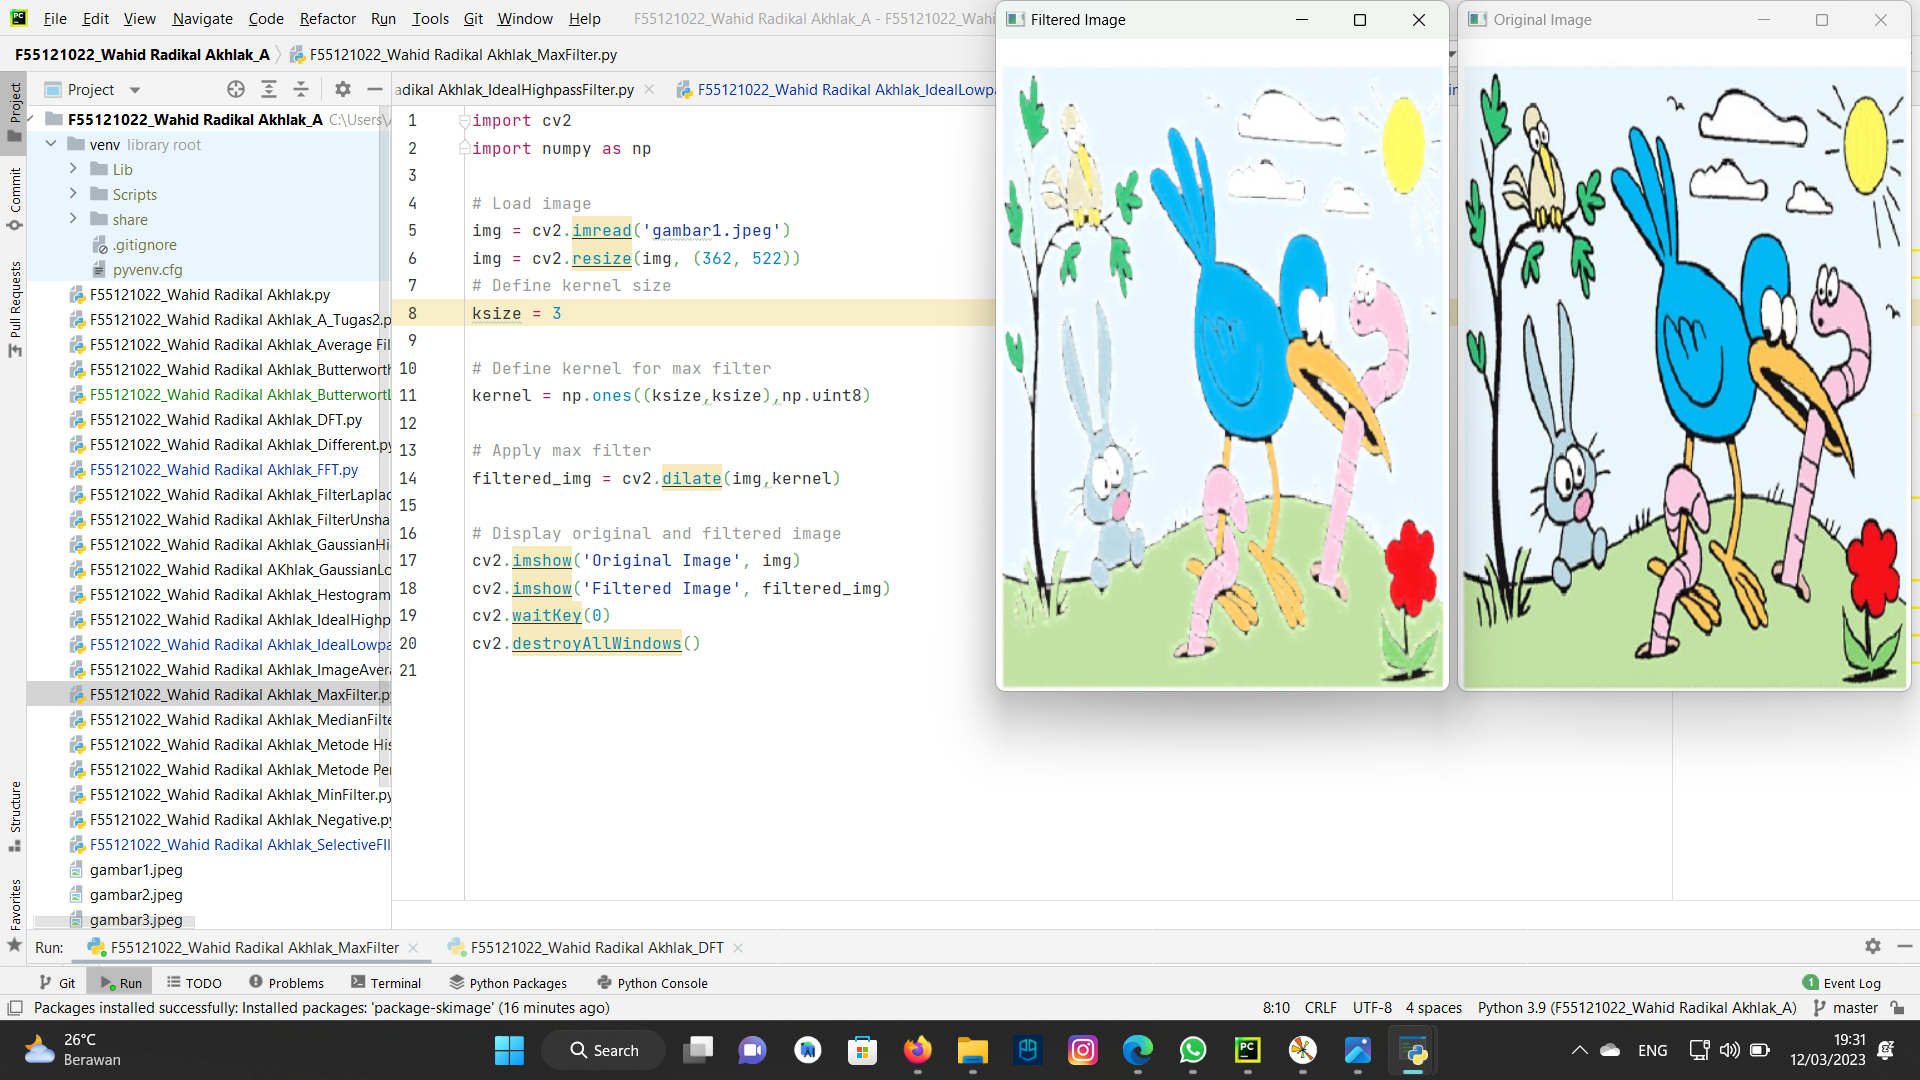 File Edit View Navigate Code Refactor Run Tools Git Window Help F55121022_Wahid Radikal Akhlak_A - F55121022_Wahi
F55121022_Wahid Radikal Akhlak_A F55121022_Wahid Radikal Akhlak_MaxFilter.py
Project
adikal Akhlak_IdealHighpassFilter.py F55121022_Wahid Radikal Akhlak_IdealLowpa
F55121022_Wahid Radikal Akhlak_A C:\Users\
venv library root
Lib
Scripts
share
.gitignore
pyvenv.cfg
F55121022_Wahid Radikal Akhlak.py
F55121022_Wahid Radikal Akhlak_A_Tugas2.p
F55121022_Wahid Radikal Akhlak_Average Fil
F55121022_Wahid Radikal Akhlak_Butterworth
F55121022_Wahid Radikal Akhlak_ButterwortL
F55121022_Wahid Radikal Akhlak_DFT.py
F55121022_Wahid Radikal Akhlak_Different.py
F55121022_Wahid Radikal Akhlak_FFT.py
F55121022_Wahid Radikal Akhlak_FilterLaplac
F55121022_Wahid Radikal Akhlak_FilterUnsha
F55121022_Wahid Radikal Akhlak_GaussianHi
F55121022_Wahid Radikal AKhlak_GaussianLo
F55121022_Wahid Radikal Akhlak_Hestogram
F55121022_Wahid Radikal Akhlak_IdealHighp
F55121022_Wahid Radikal Akhlak_IdealLowpa
F55121022_Wahid Radikal Akhlak_ImageAvera
F55121022_Wahid Radikal Akhlak_MaxFilter.py
F55121022_Wahid Radikal Akhlak_MedianFilte
F55121022_Wahid Radikal Akhlak_Metode His
F55121022_Wahid Radikal Akhlak_Metode Per
F55121022_Wahid Radikal Akhlak_MinFilter.py
F55121022_Wahid Radikal Akhlak_Negative.py
F55121022_Wahid Radikal Akhlak_SelectiveFIl
gambar1.jpeg
gambar2.jpeg
gambar3.jpeg
Project
Commit
Pull Requests
Structure
Favorites
1 import cv2
2 import numpy as np
3
4 # Load image
5 img = cv2.imread('gambar1.jpeg')
6 img = cv2.resize(img, (362, 522))
7 # Define kernel size
8 ksize = 3
9
10 # Define kernel for max filter
11 kernel = np.ones((ksize,ksize),np.uint8)
12
13 # Apply max filter
14 filtered_img = cv2.dilate(img,kernel)
15
16 # Display original and filtered image
17 cv2.imshow('Original Image', img)
18 cv2.imshow('Filtered Image', filtered_img)
19 cv2.waitKey(0)
20 cv2.destroyAllWindows()
21
Filtered Image
Original Image
Run: F55121022_Wahid Radikal Akhlak_MaxFilter F55121022_Wahid Radikal Akhlak_DFT
Git Run TODO Problems Terminal Python Packages Python Console 1 Event Log
Packages installed successfully: Installed packages: 'package-skimage' (16 minutes ago) 8:10 CRLF UTF-8 4 spaces Python 3.9 (F55121022_Wahid Radikal Akhlak_A) master
26°C
Berawan
Search
ENG
19:31
12/03/2023